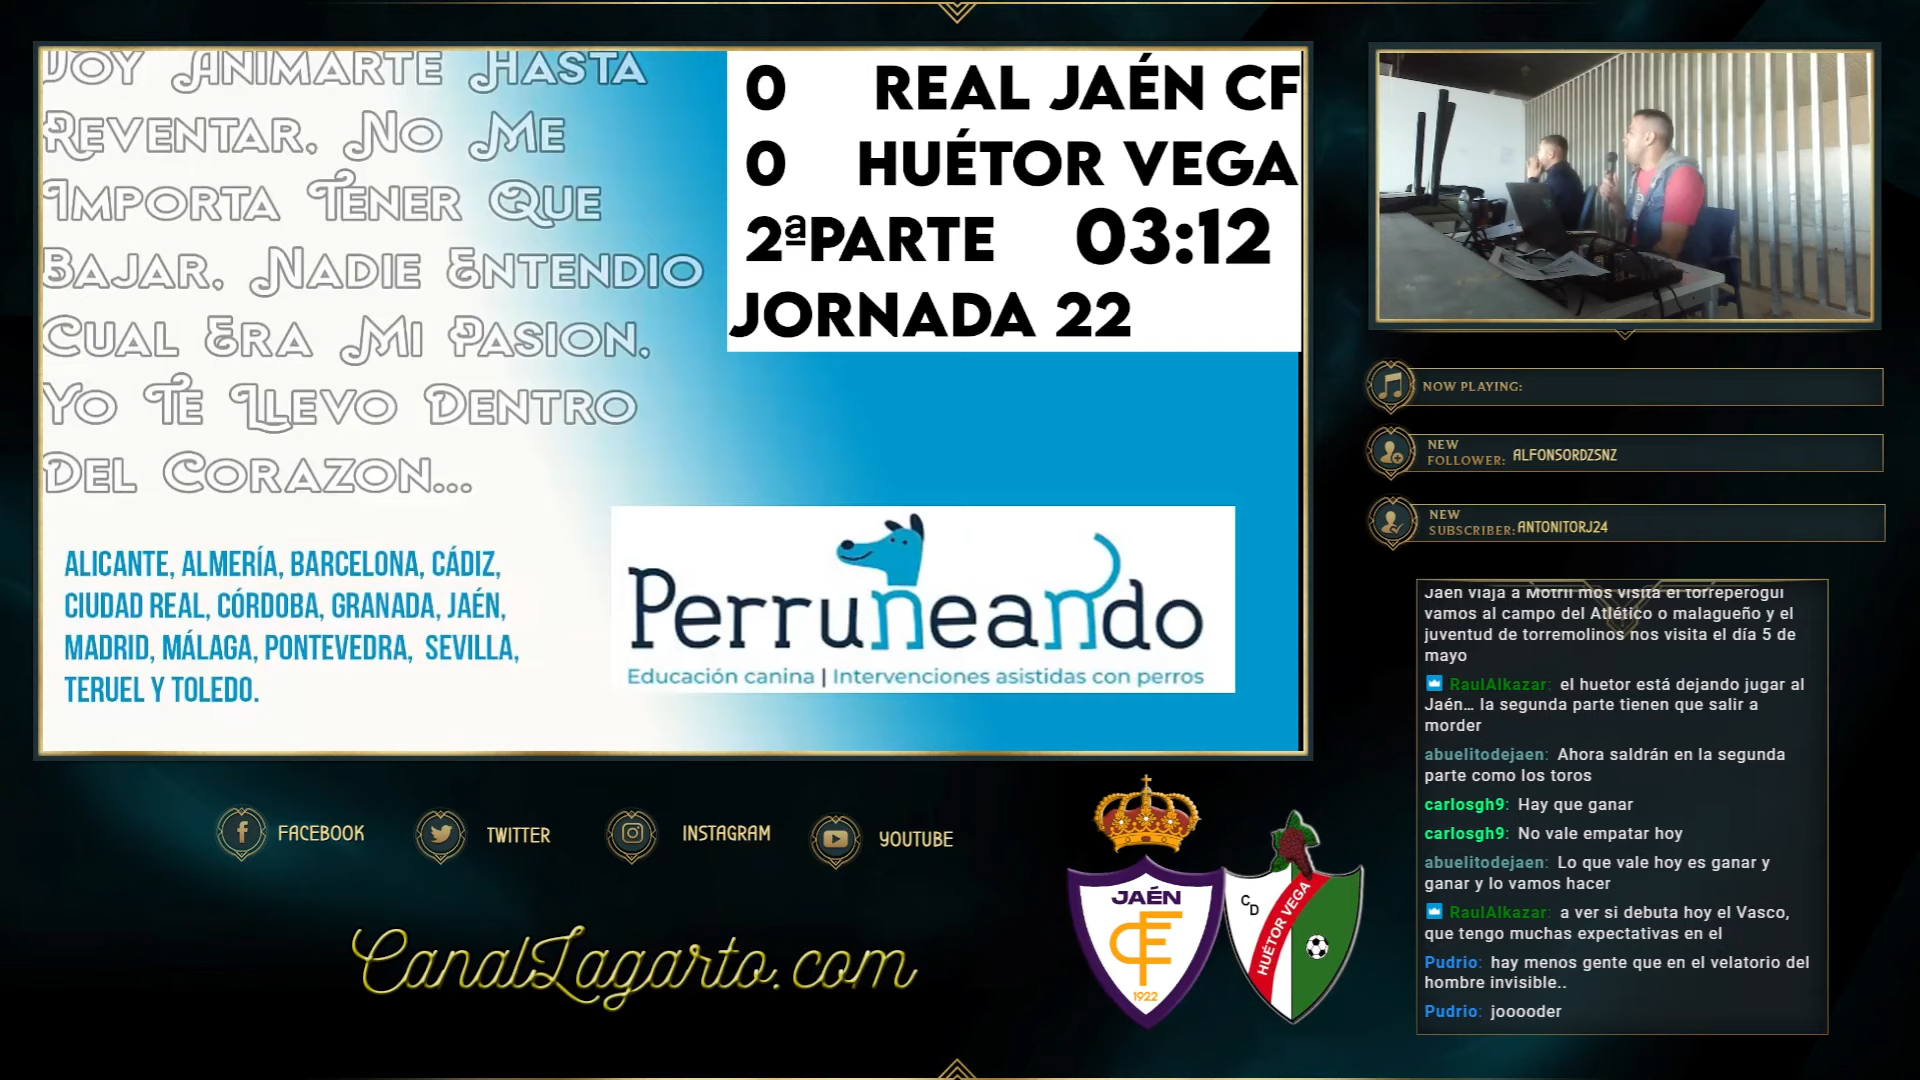 VOY ANIMARTE HASTA
REVENTAR, NO ME
IMPORTA TENER QUE
BAJAR, NADIE ENTENDIO
CUAL ERA MI PASION,
YO TE LLEVO DENTRO
DEL CORAZON...
ALICANTE, ALMERÍA, BARCELONA, CÁDIZ,
CIUDAD REAL, CÓRDOBA, GRANADA, JAÉN,
MADRID, MÁLAGA, PONTEVEDRA, SEVILLA,
TERUEL Y TOLEDO.
0 REAL JAÉN CF
0 HUÉTOR VEGA
2ªPARTE 03:12
JORNADA 22
Perruneando
Educación canina | Intervenciones asistidas con perros
NOW PLAYING:
NEW
FOLLOWER: ALFONSORDZSNZ
NEW
SUBSCRIBER: ANTONITORJ24
Jaén viaja a Motril mos visita el torreperogil
vamos al campo del Atlético o malagueño y el
juventud de torremolinos nos visita el día 5 de
mayo
RaulAlkazar: el huetor está dejando jugar al
Jaén… la segunda parte tienen que salir a
morder
abuelitodejaen: Ahora saldrán en la segunda
parte como los toros
carlosgh9: Hay que ganar
carlosgh9: No vale empatar hoy
abuelitodejaen: Lo que vale hoy es ganar y
ganar y lo vamos hacer
RaulAlkazar: a ver si debuta hoy el Vasco,
que tengo muchas expectativas en el
Pudrio: hay menos gente que en el velatorio del
hombre invisible..
Pudrio: jooooder
FACEBOOK
TWITTER
INSTAGRAM
YOUTUBE
CanalLagarto.com
JAÉN
CF
1922
CD
HUÉTOR VEGA